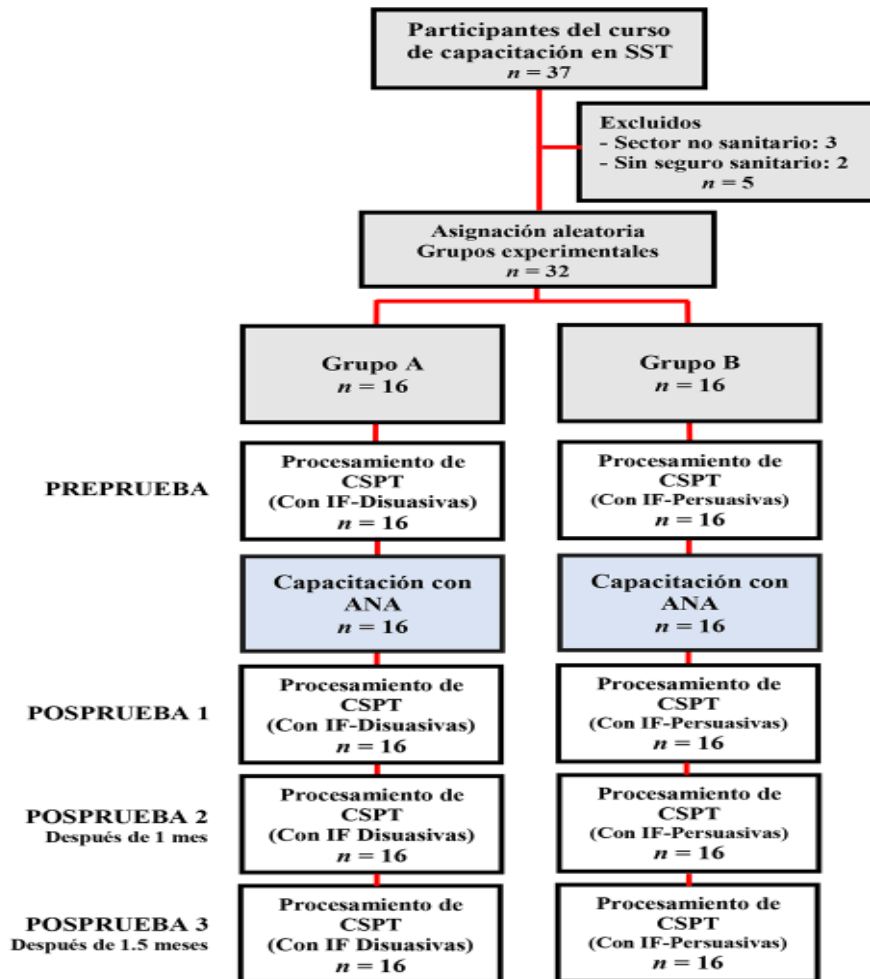 Participantes del curso
de capacitación en SST
n = 37
Excluidos
- Sector no sanitario: 3
- Sin seguro sanitario: 2
n = 5
Asignación aleatoria
Grupos experimentales
n = 32
Grupo A
n = 16
Grupo B
n = 16
PREPRUEBA
Procesamiento de
CSPT
(Con IF-Disuasivas)
n = 16
Procesamiento de
CSPT
(Con IF-Persuasivas)
n = 16
Capacitación con
ANA
n = 16
Capacitación con
ANA
n = 16
POSPRUEBA 1
Procesamiento de
CSPT
(Con IF-Disuasivas)
n = 16
Procesamiento de
CSPT
(Con IF-Persuasivas)
n = 16
POSPRUEBA 2
Después de 1 mes
Procesamiento de
CSPT
(Con IF Disuasivas)
n = 16
Procesamiento de
CSPT
(Con IF-Persuasivas)
n = 16
POSPRUEBA 3
Después de 1.5 meses
Procesamiento de
CSPT
(Con IF Disuasivas)
n = 16
Procesamiento de
CSPT
(Con IF-Persuasivas)
n = 16